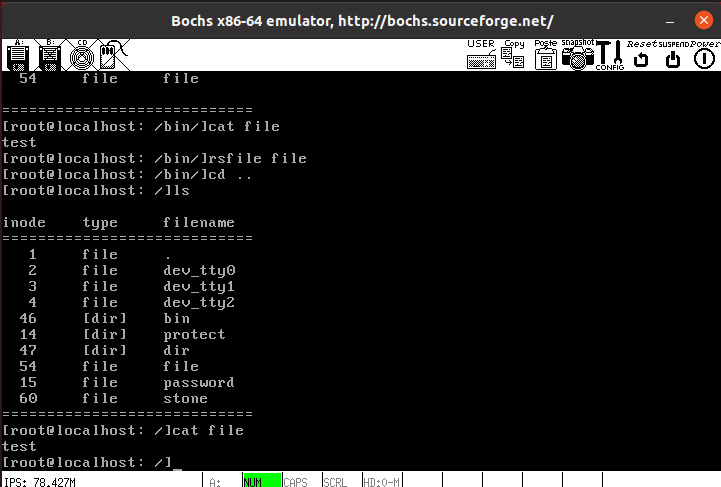 Bochs x86-64 emulator, http://bochs.sourceforge.net/
A: B: CD USER Copy Paste snapshot CONFIG Reset SUSPEND Power
54 file file
============================
[root@localhost: /bin/]cat file
test
[root@localhost: /bin/]rsfile file
[root@localhost: /bin/]cd ..
[root@localhost: /]ls
inode type filename
============================
1 file .
2 file dev_tty0
3 file dev_tty1
4 file dev_tty2
46 [dir] bin
14 [dir] protect
47 [dir] dir
54 file file
15 file password
60 file stone
============================
[root@localhost: /]cat file
test
[root@localhost: /]_
IPS: 78.427M A: NUM CAPS SCRL HD:0-M